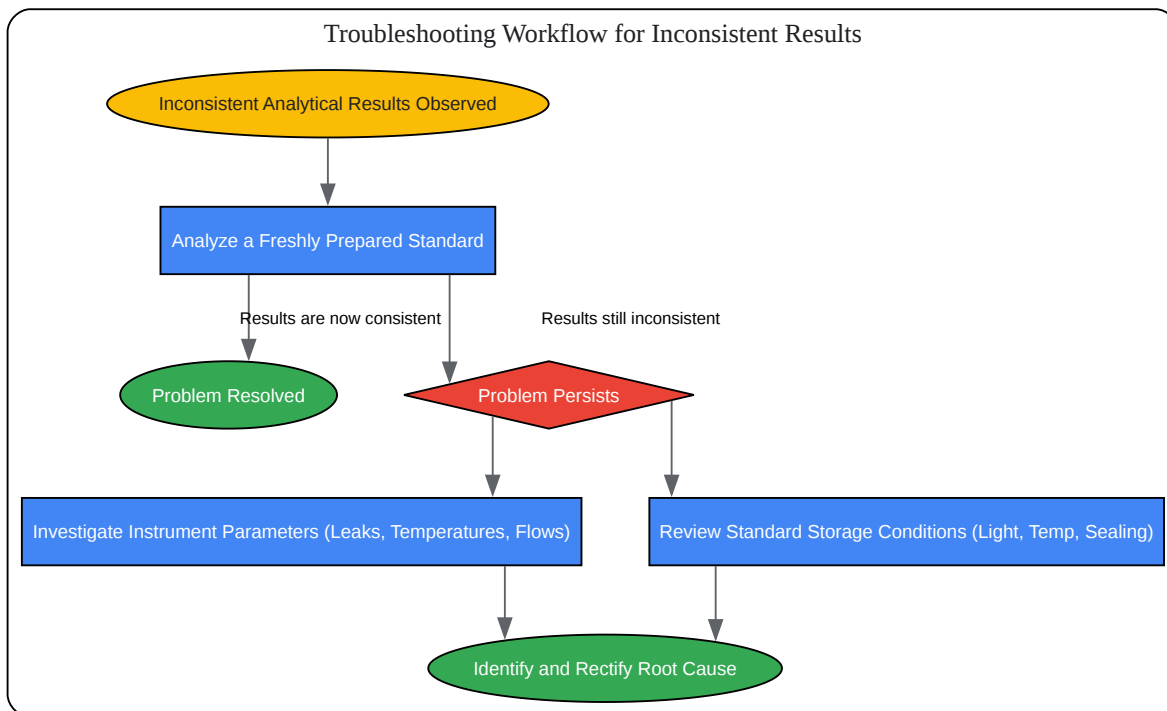 Troubleshooting Workflow for Inconsistent Results
Inconsistent Analytical Results Observed
Analyze a Freshly Prepared Standard
Results are now consistent
Results still inconsistent
Problem Resolved
Problem Persists
Investigate Instrument Parameters (Leaks, Temperatures, Flows)
Review Standard Storage Conditions (Light, Temp, Sealing)
Identify and Rectify Root Cause